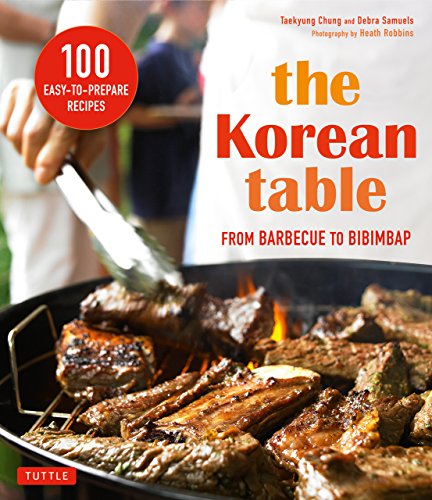 Taekyung Chung and Debra Samuels
Photography by Heath Robbins
100
EASY-TO-PREPARE
RECIPES
the
Korean
table
FROM BARBECUE TO BIBIMBAP
TUTTLE